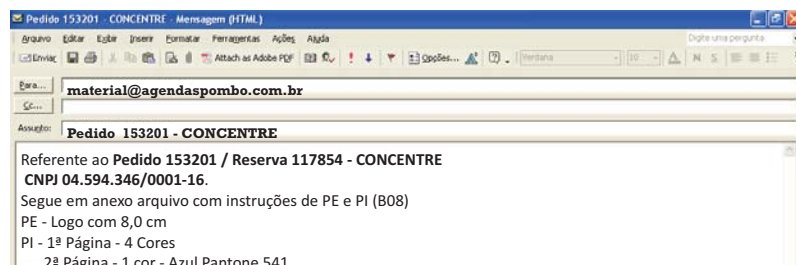 Pedido 153201 - CONCENTRE - Mensagem (HTML)
Arquivo Editar Exibir Inserir Formatar Ferramentas Ações Ajuda Digite uma pergunta
Enviar Attach as Adobe PDF Opções... Verdana 10 A N S
Para... material@agendaspombo.com.br
Cc...
Assunto: Pedido 153201 - CONCENTRE
Referente ao Pedido 153201 / Reserva 117854 - CONCENTRE
CNPJ 04.594.346/0001-16.
Segue em anexo arquivo com instruções de PE e PI (B08)
PE - Logo com 8,0 cm
PI - 1ª Página - 4 Cores
2ª Página - 1 cor - Azul Pantone 541